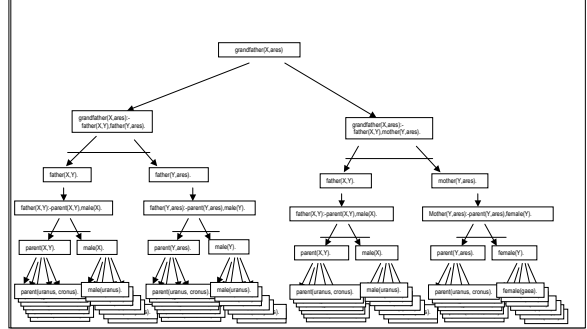 grandfather(X,ares)
grandfather(X,ares):-
father(X,Y),father(Y,ares).
grandfather(X,ares):-
father(X,Y),mother(Y,ares).
father(X,Y).
father(Y,ares).
father(X,Y).
mother(Y,ares).
father(X,Y):-parent(X,Y),male(X).
father(Y,ares):-parent(Y,ares),male(Y).
father(X,Y):-parent(X,Y),male(X).
Mother(Y,ares):-parent(Y,ares),female(Y).
parent(X,Y).
male(X).
parent(Y,ares).
male(Y).
parent(X,Y).
male(X).
parent(Y,ares).
female(Y).
parent(uranus, cronus).
male(uranus).
parent(uranus, cronus).
male(uranus).
parent(uranus, cronus).
male(uranus).
parent(uranus, cronus).
female(gaea).